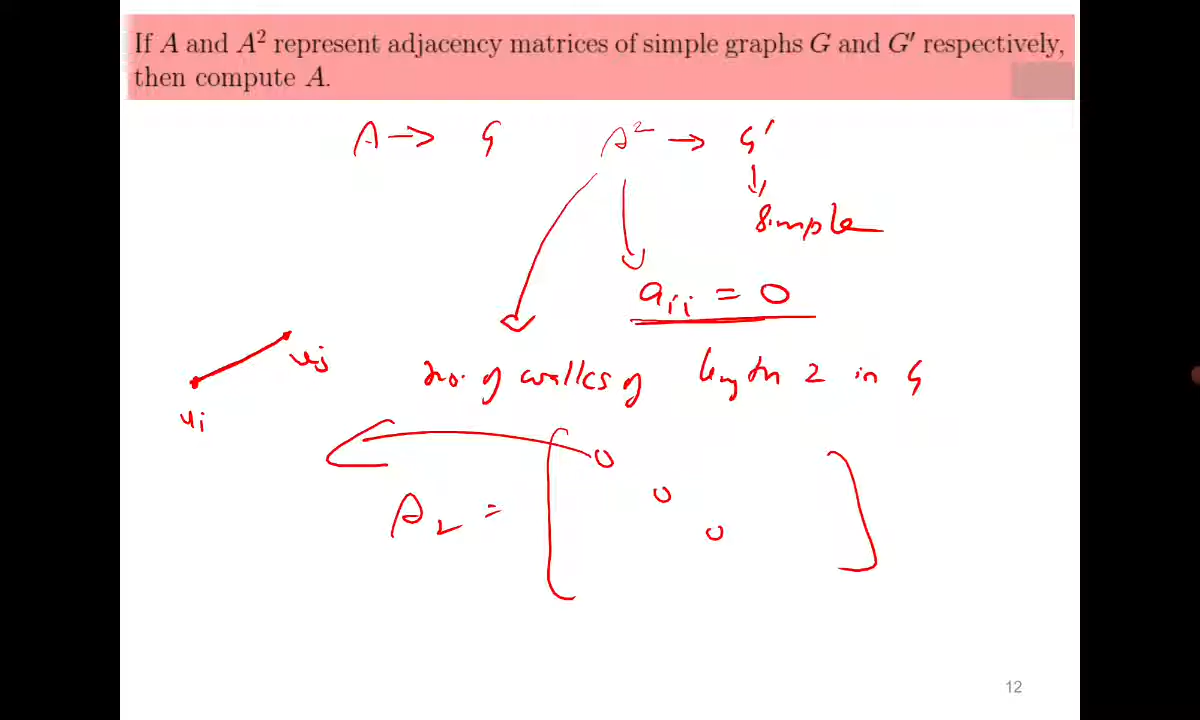 If A and A² represent adjacency matrices of simple graphs G and G′ respectively,
then compute A.
A → G A² → G′
simple
aᵢᵢ = 0
vᵢ vⱼ
no. of walks of length 2 in G
A₂ = [ 0
0
0 ]
12